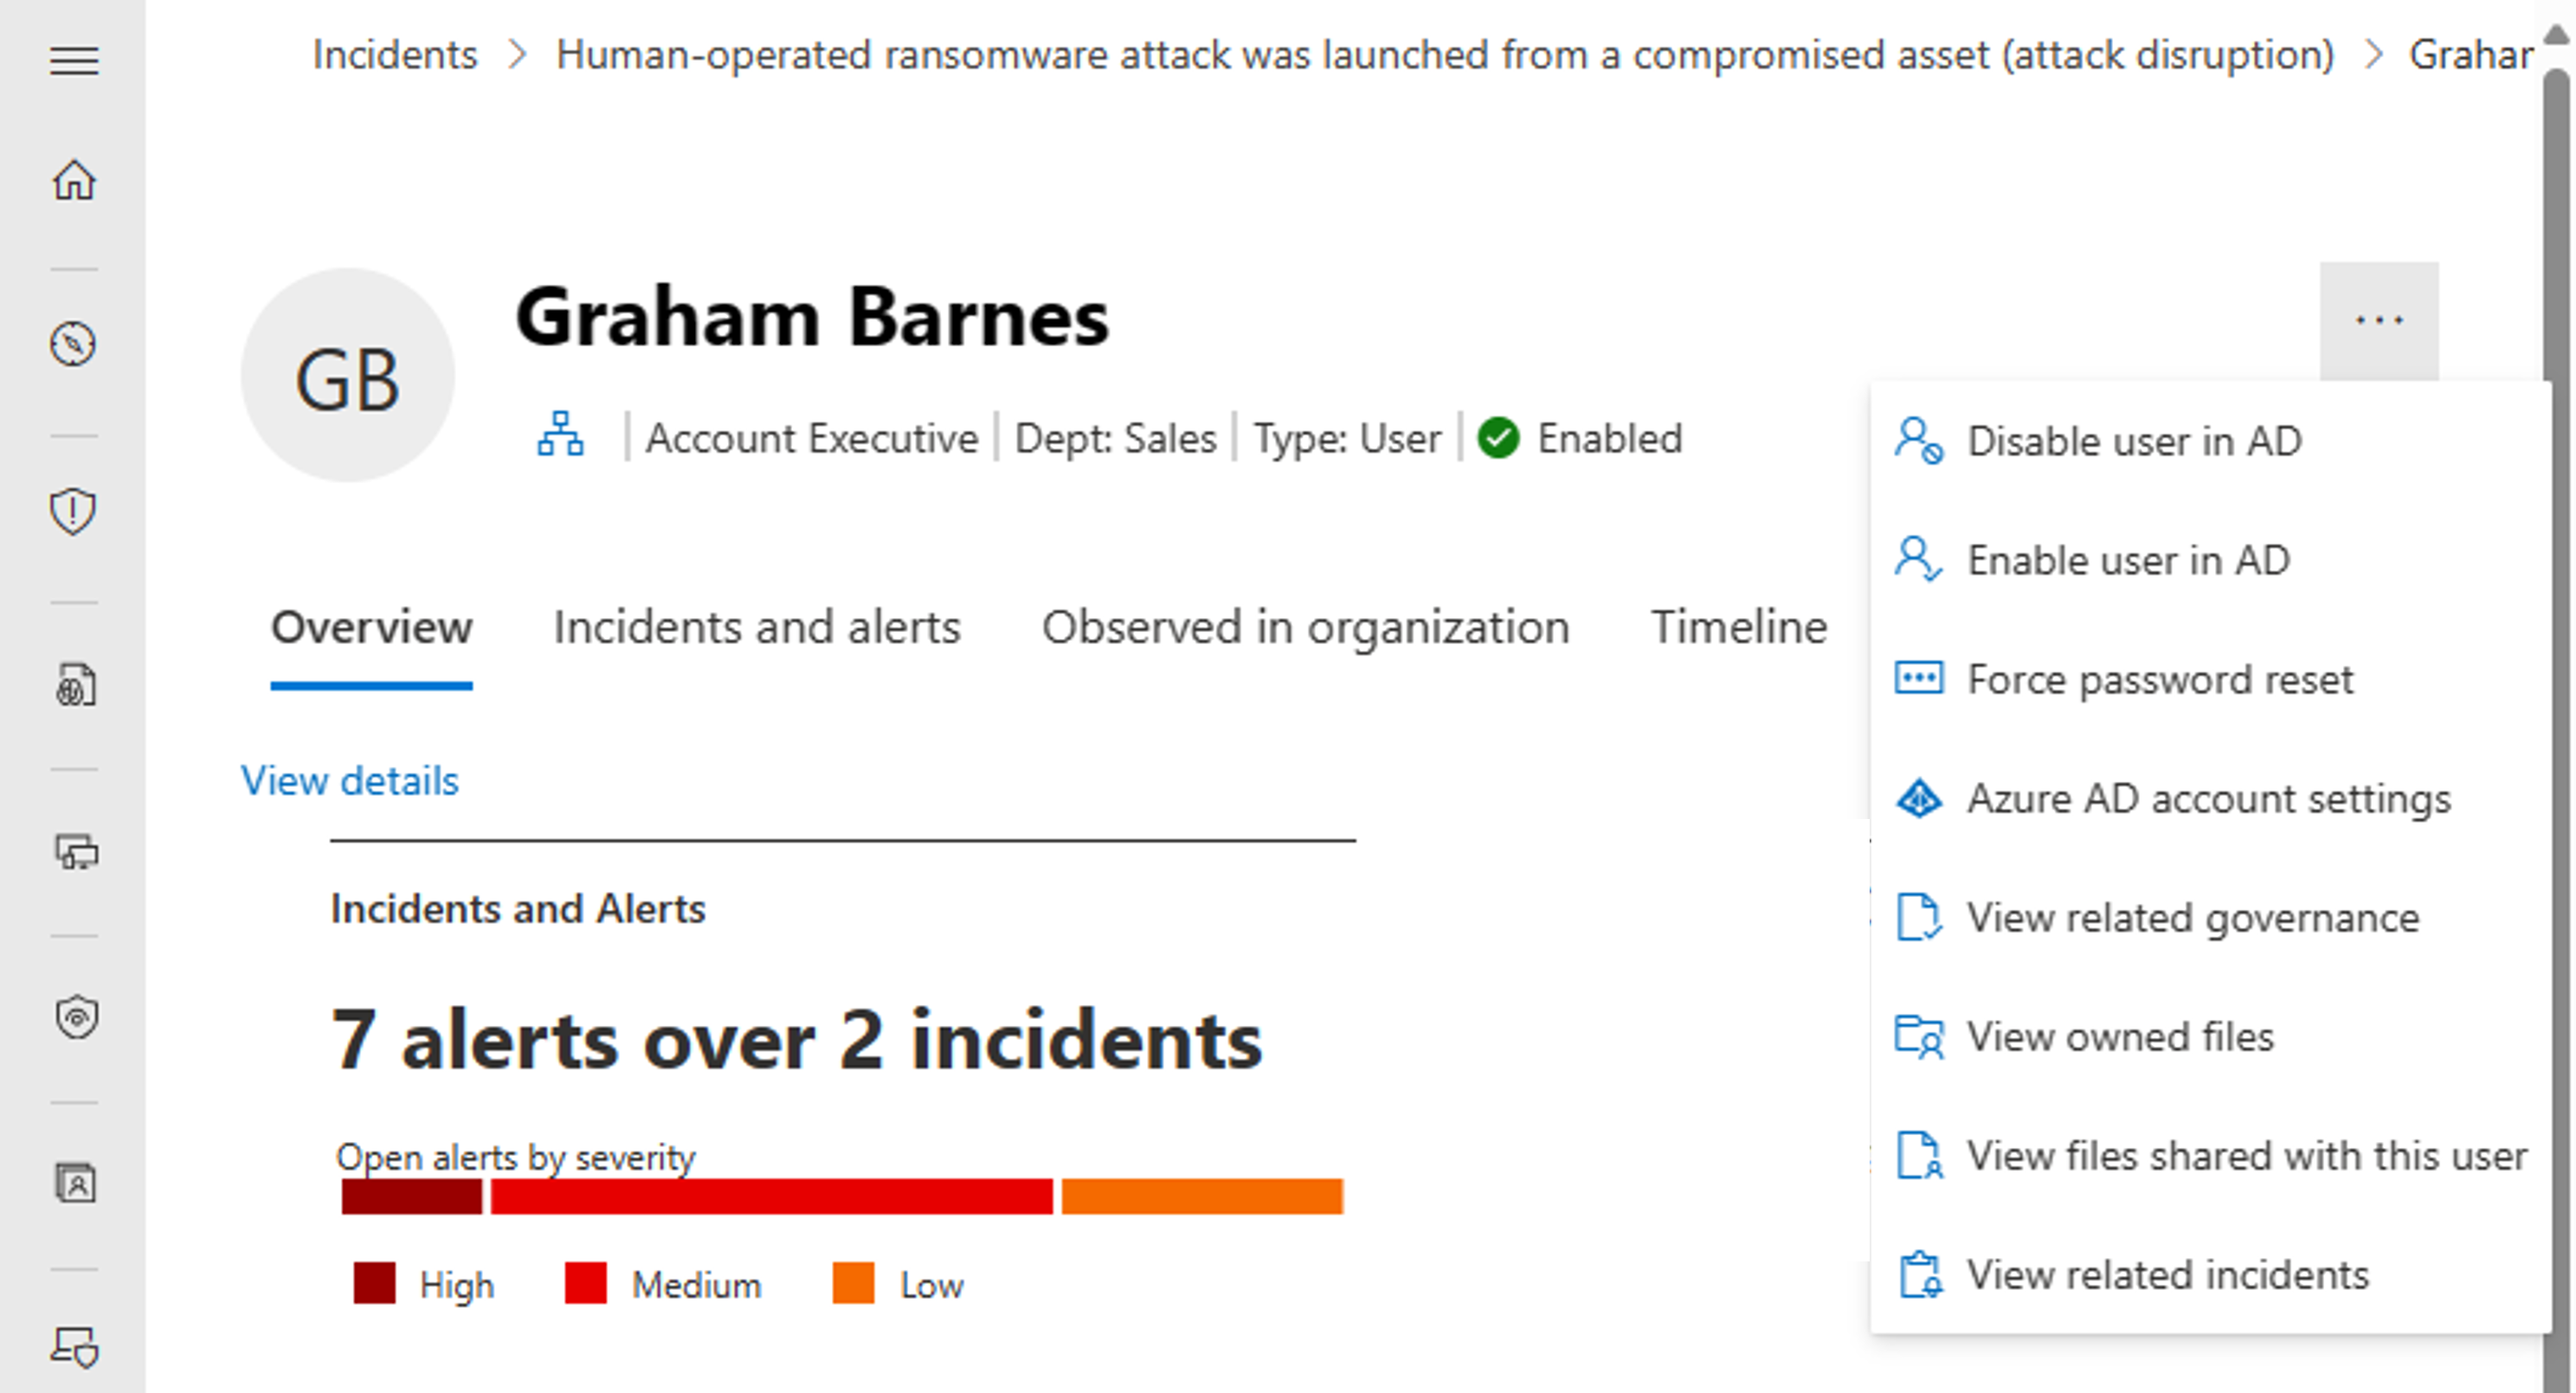 Incidents > Human-operated ransomware attack was launched from a compromised asset (attack disruption) > Grahar
GB
Graham Barnes
Account Executive | Dept: Sales | Type: User | Enabled
Overview Incidents and alerts Observed in organization Timeline
View details
Incidents and Alerts
7 alerts over 2 incidents
Open alerts by severity
High Medium Low
...
Disable user in AD
Enable user in AD
Force password reset
Azure AD account settings
View related governance
View owned files
View files shared with this user
View related incidents